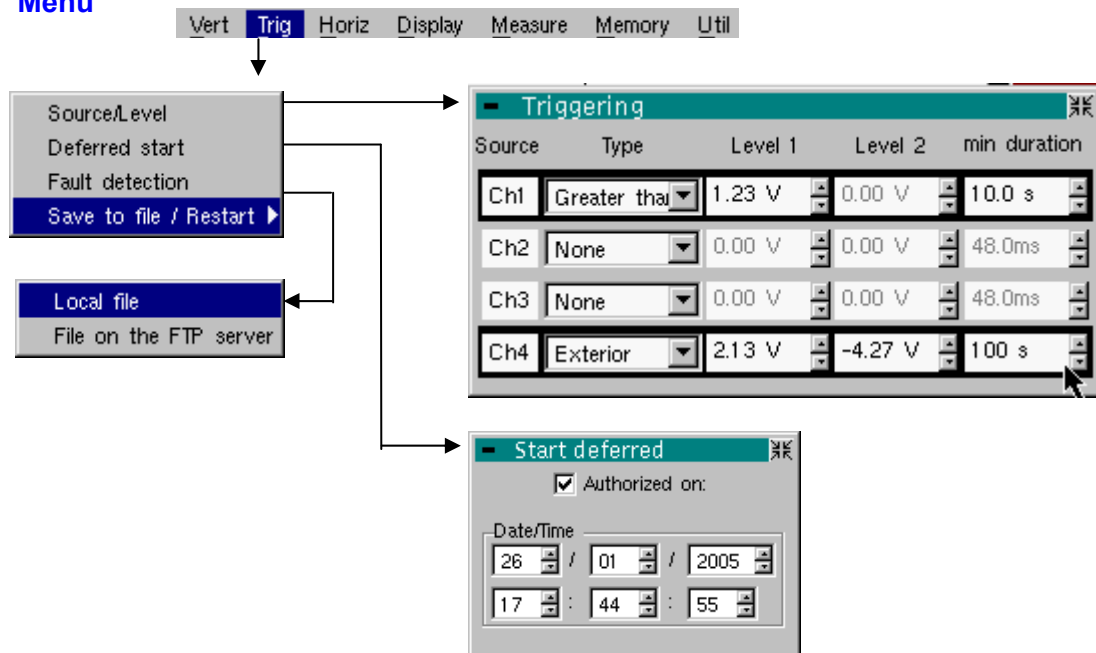 Menu
Vert Trig Horiz Display Measure Memory Util
Source/Level
Deferred start
Fault detection
Save to file / Restart
Local file
File on the FTP server
Triggering
Source Type Level 1 Level 2 min duration
Ch1 Greater tha 1.23 V 0.00 V 10.0 s
Ch2 None 0.00 V 0.00 V 48.0ms
Ch3 None 0.00 V 0.00 V 48.0ms
Ch4 Exterior 2.13 V -4.27 V 100 s
Start deferred
Authorized on:
Date/Time
26 / 01 / 2005
17 : 44 : 55